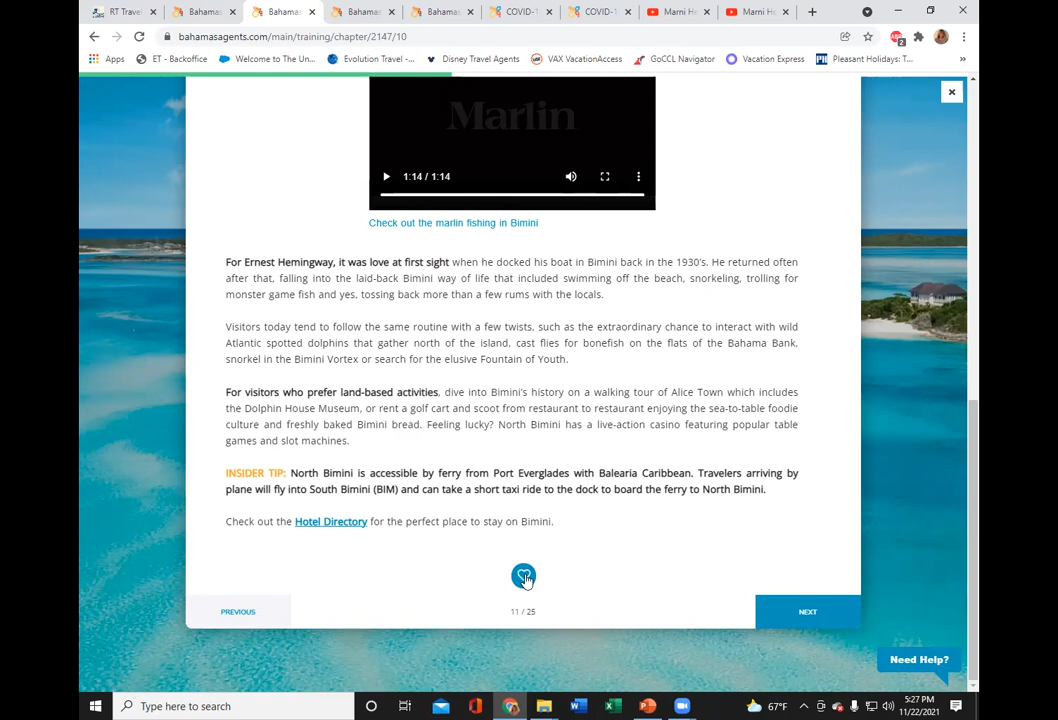 RT Travel
Bahamas
Bahamas
Bahamas
Bahamas
COVID-1
COVID-1
Marni He
Marni He
bahamasagents.com/main/training/chapter/2147/10
2
Apps
ET - Backoffice
Welcome to The Un...
Evolution Travel -...
Disney Travel Agents
VAX VacationAccess
GoCCL Navigator
Vacation Express
Pleasant Holidays: T...
Marlin
1:14 / 1:14
Check out the marlin fishing in Bimini
For Ernest Hemingway, it was love at first sight when he docked his boat in Bimini back in the 1930's. He returned often
after that, falling into the laid-back Bimini way of life that included swimming off the beach, snorkeling, trolling for
monster game fish and yes, tossing back more than a few rums with the locals.
Visitors today tend to follow the same routine with a few twists, such as the extraordinary chance to interact with wild
Atlantic spotted dolphins that gather north of the island, cast flies for bonefish on the flats of the Bahama Bank,
snorkel in the Bimini Vortex or search for the elusive Fountain of Youth.
For visitors who prefer land-based activities, dive into Bimini's history on a walking tour of Alice Town which includes
the Dolphin House Museum, or rent a golf cart and scoot from restaurant to restaurant enjoying the sea-to-table foodie
culture and freshly baked Bimini bread. Feeling lucky? North Bimini has a live-action casino featuring popular table
games and slot machines.
INSIDER TIP: North Bimini is accessible by ferry from Port Everglades with Balearia Caribbean. Travelers arriving by
plane will fly into South Bimini (BIM) and can take a short taxi ride to the dock to board the ferry to North Bimini.
Check out the Hotel Directory for the perfect place to stay on Bimini.
PREVIOUS
11 / 25
NEXT
Need Help?
Type here to search
67°F
5:27 PM
11/22/2021